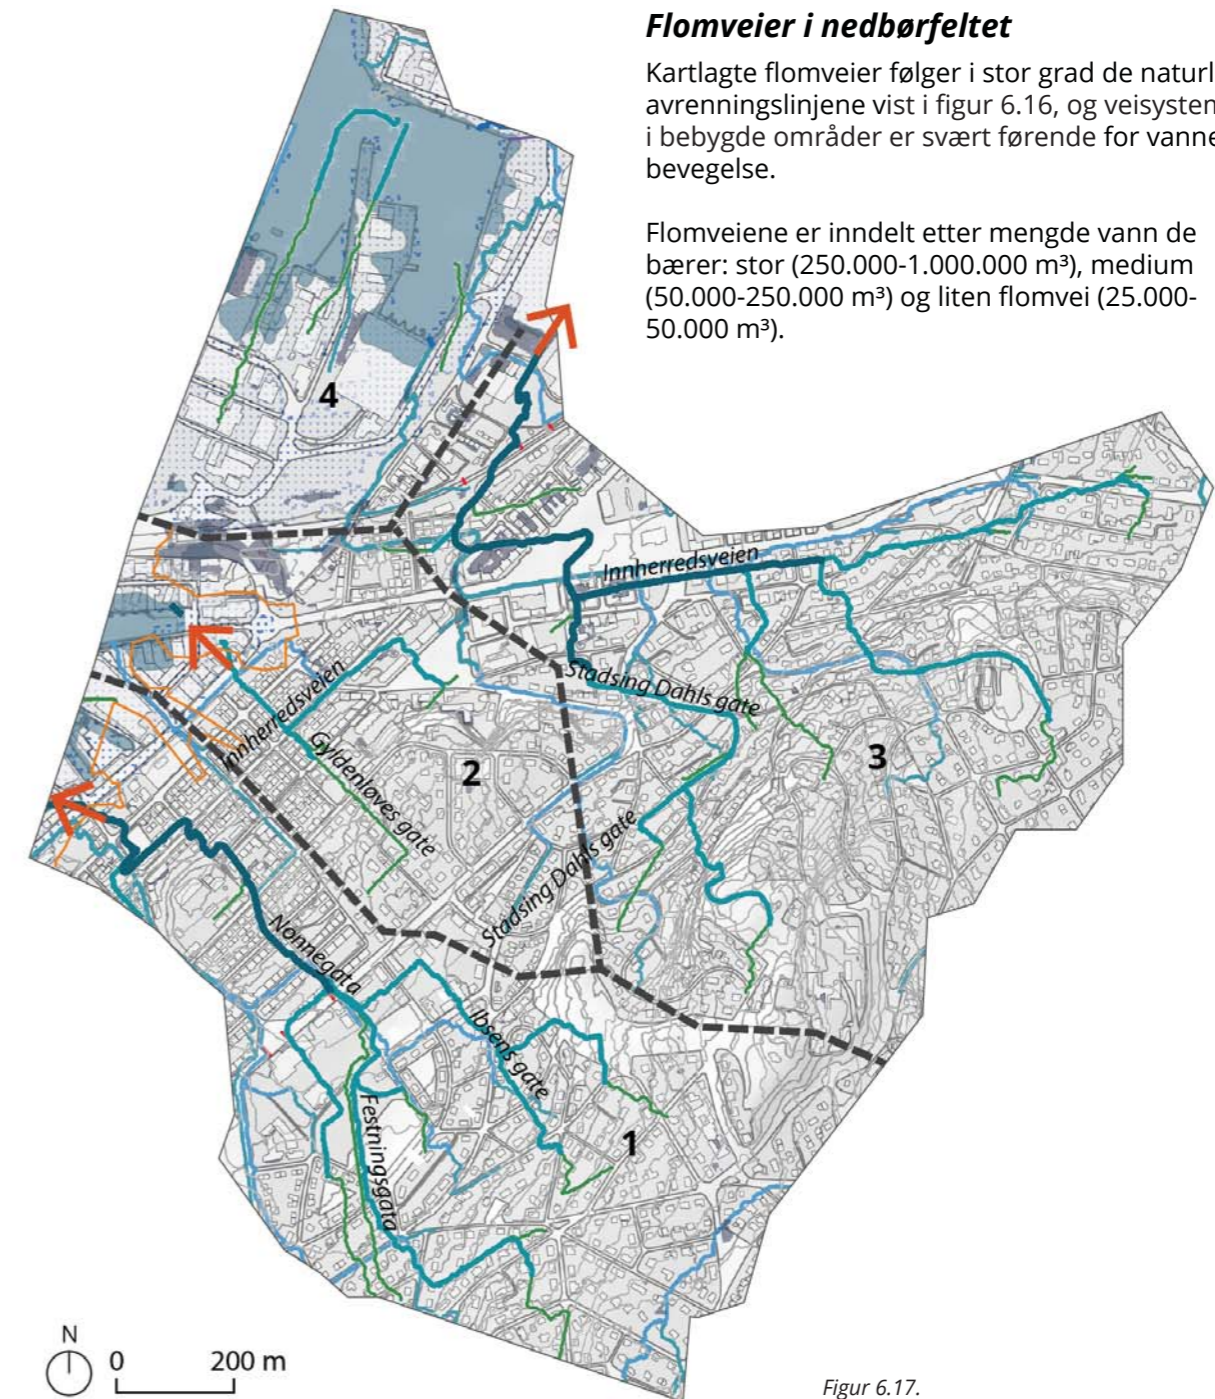 Flomveier i nedbørfeltet
Kartlagte flomveier følger i stor grad de naturl
avrenningslinjene vist i figur 6.16, og veisystem
i bebygde områder er svært førende for vanne
bevegelse.
Flomveiene er inndelt etter mengde vann de
bærer: stor (250.000-1.000.000 m³), medium
(50.000-250.000 m³) og liten flomvei (25.000-
50.000 m³).
4
Innherredsveien
Stadsing Dahls gate
Innherredsveien
Gyldenløves gate
2
3
Stadsing Dahls gate
Nonnegata
Ibsens gate
Festningsgata
1
N
0 200 m
Figur 6.17.